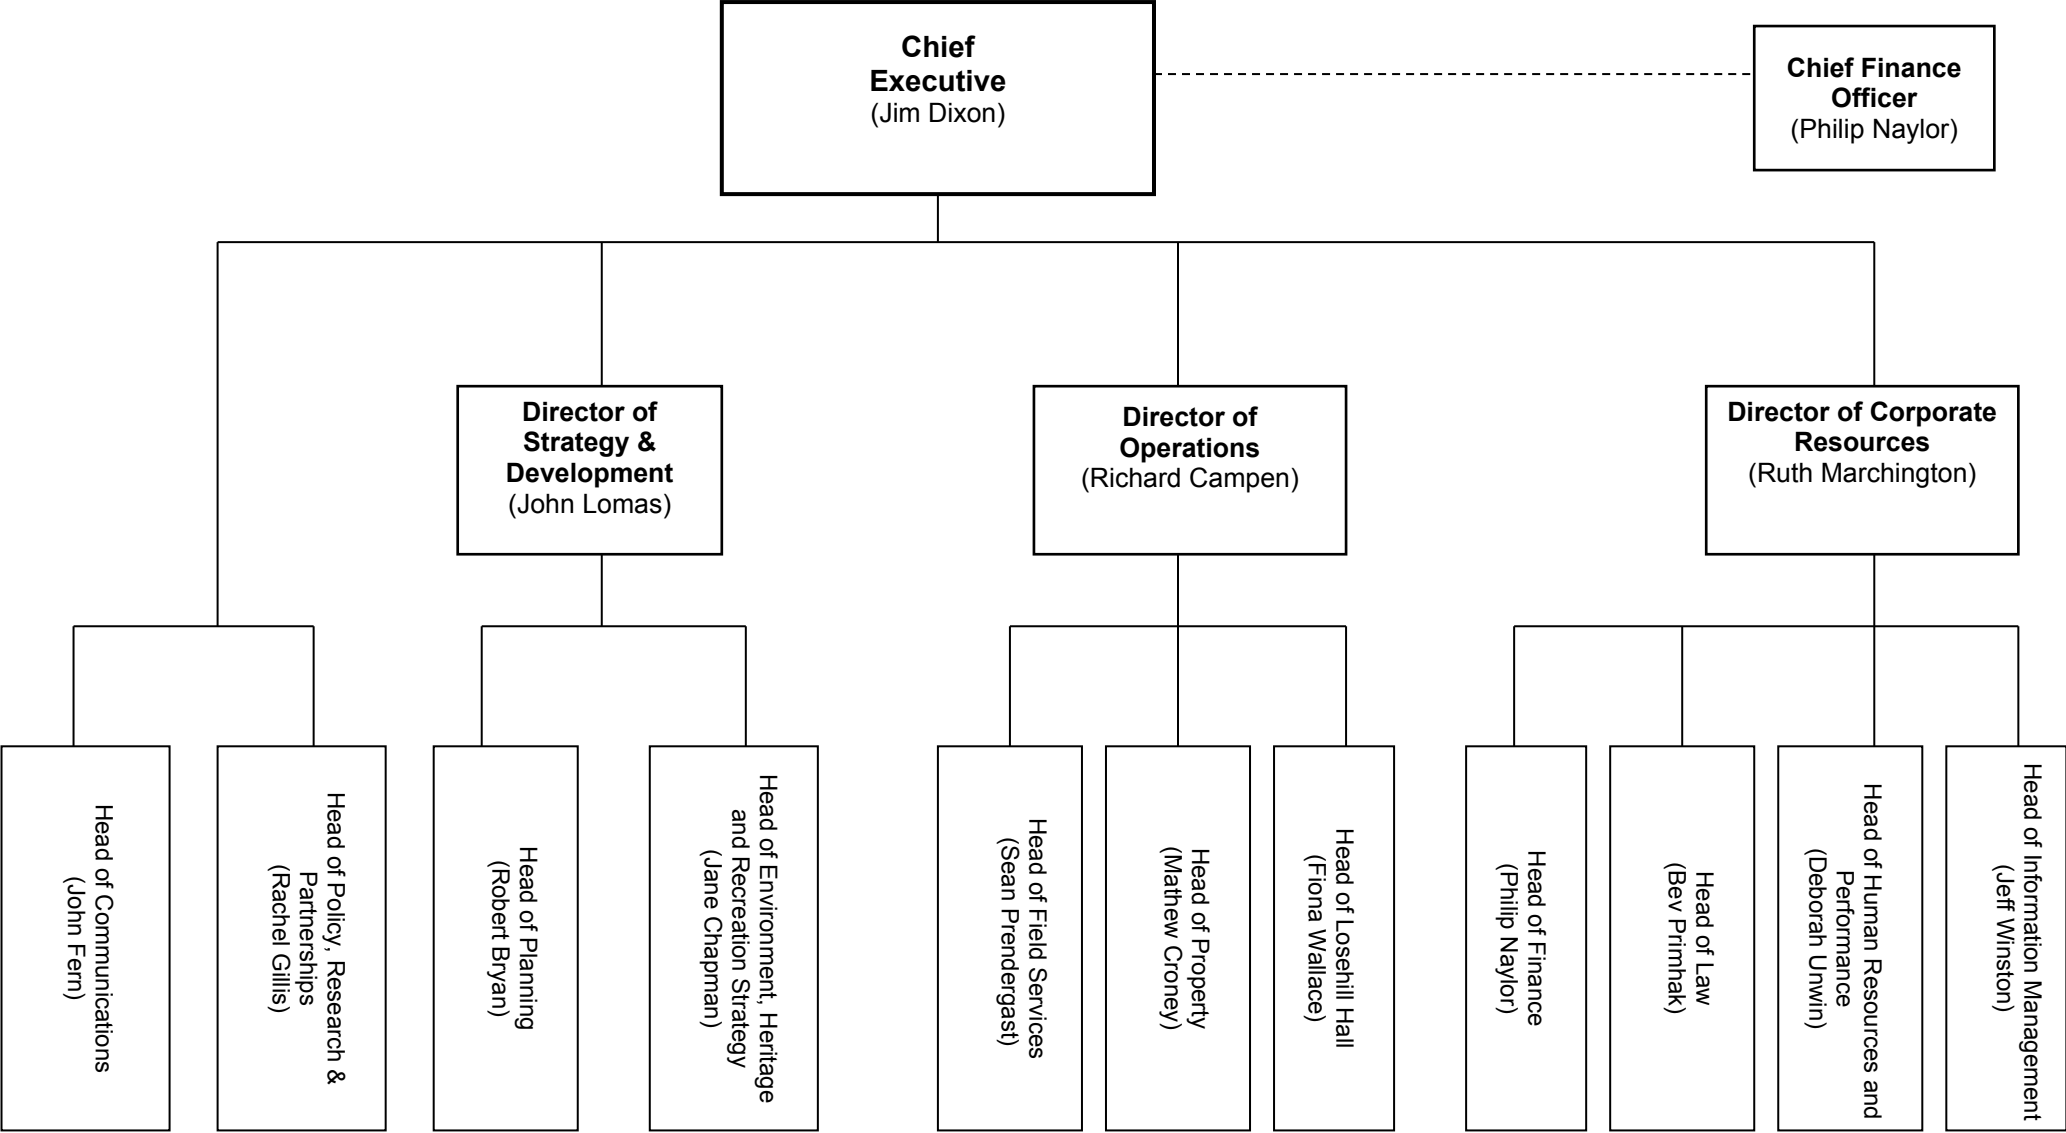 Chief
Executive
(Jim Dixon)
Chief Finance
Officer
(Philip Naylor)
Director of
Strategy &
Development
(John Lomas)
Director of
Operations
(Richard Campen)
Director of Corporate
Resources
(Ruth Marchington)
Head of Communications
(John Fern)
Head of Policy, Research &
Partnerships
(Rachel Gillis)
Head of Planning
(Robert Bryan)
Head of Environment, Heritage
and Recreation Strategy
(Jane Chapman)
Head of Field Services
(Sean Prendergast)
Head of Property
(Mathew Croney)
Head of Losehill Hall
(Fiona Wallace)
Head of Finance
(Philip Naylor)
Head of Law
(Bev Primhak)
Head of Human Resources and
Performance
(Deborah Unwin)
Head of Information Management
(Jeff Winston)